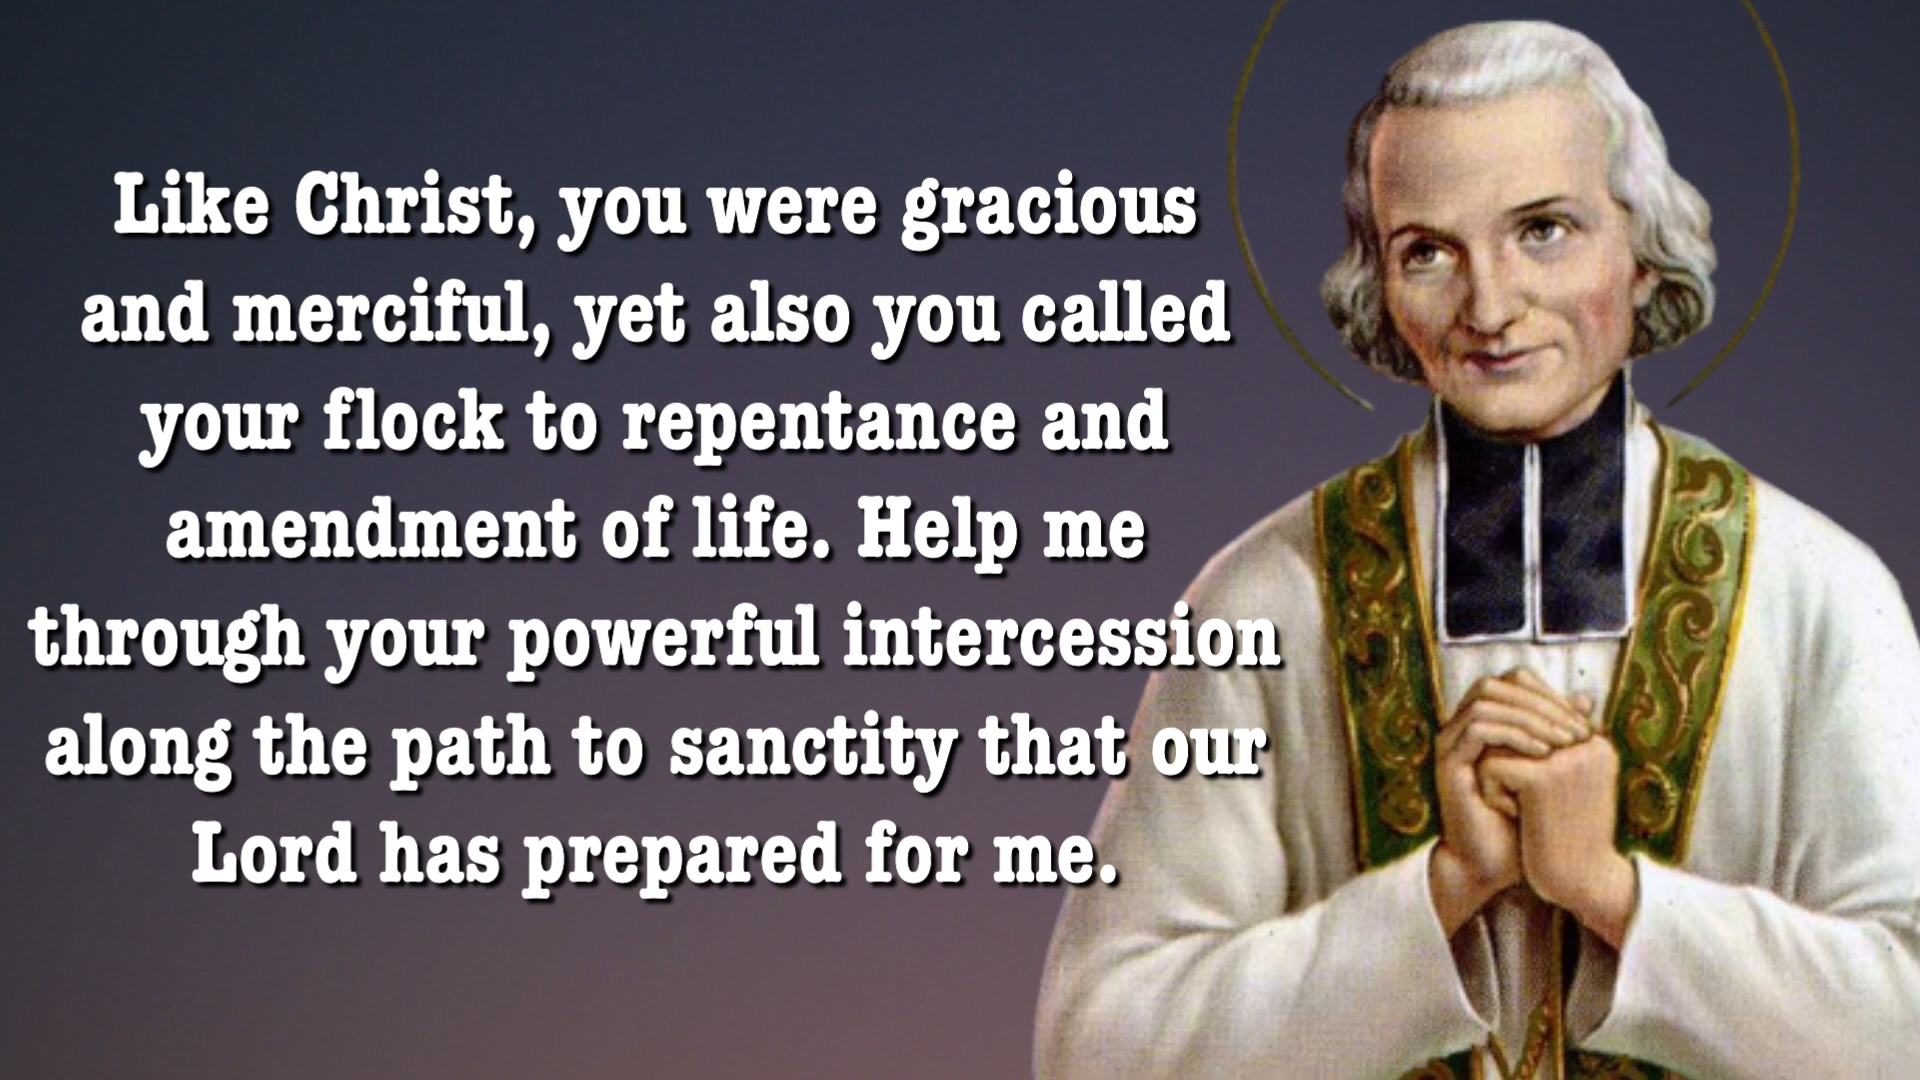 Like Christ, you were gracious
and merciful, yet also you called
your flock to repentance and
amendment of life. Help me
through your powerful intercession
along the path to sanctity that our
Lord has prepared for me.